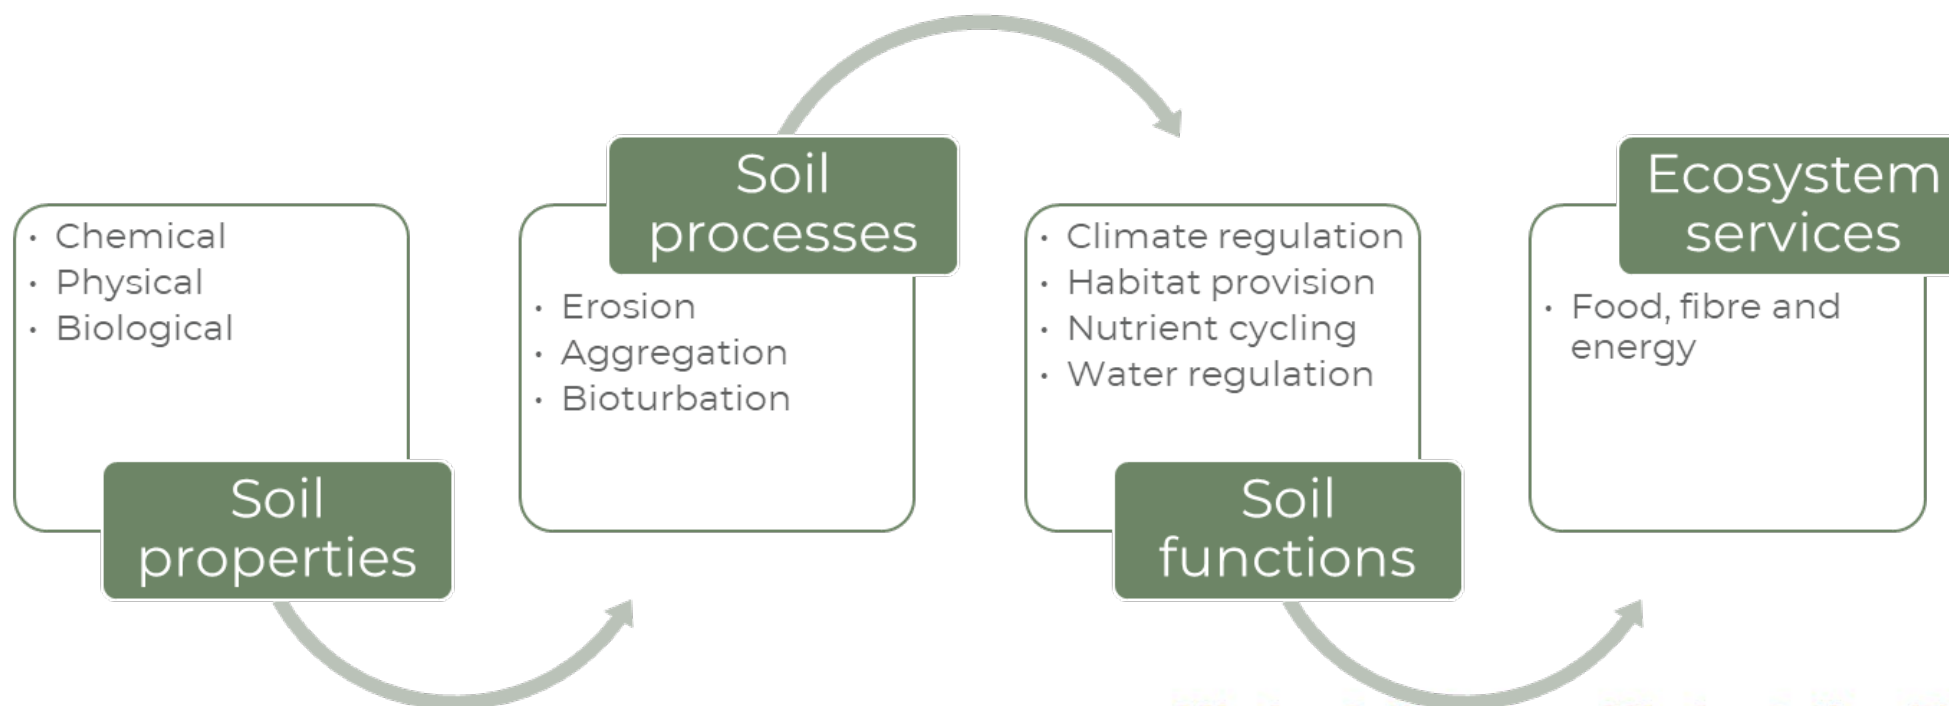 • Chemical
• Physical
• Biological
Soil
properties
Soil
processes
• Erosion
• Aggregation
• Bioturbation
• Climate regulation
• Habitat provision
• Nutrient cycling
• Water regulation
Soil
functions
Ecosystem
services
• Food, fibre and
energy